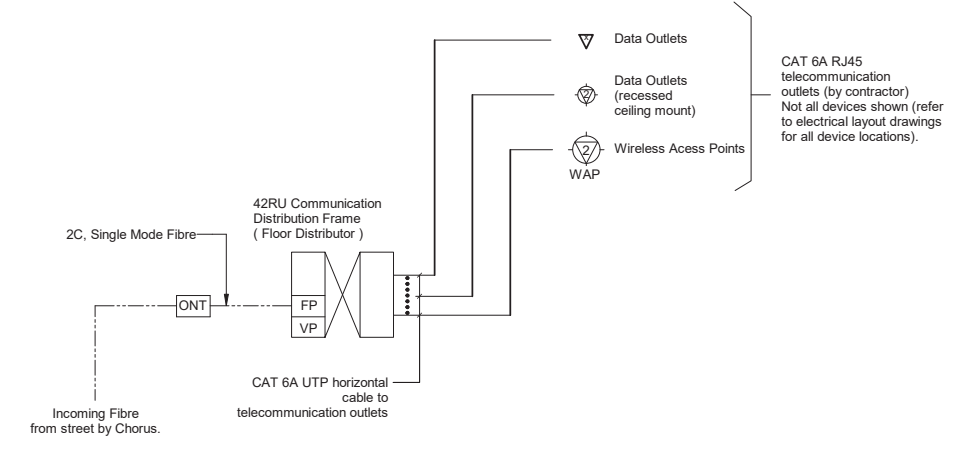 x
Data Outlets
2
Data Outlets
(recessed
ceiling mount)
2
Wireless Acess Points
WAP
CAT 6A RJ45
telecommunication
outlets (by contractor)
Not all devices shown (refer
to electrical layout drawings
for all device locations).
42RU Communication
Distribution Frame
( Floor Distributor )
2C, Single Mode Fibre
ONT
FP
VP
CAT 6A UTP horizontal
cable to
telecommunication outlets
Incoming Fibre
from street by Chorus.